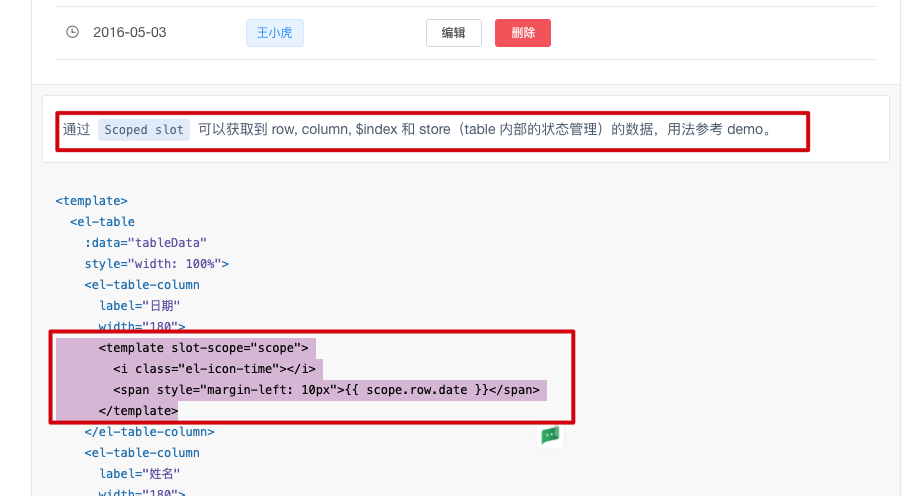 2016-05-03 王小虎 编辑 删除
通过 Scoped slot 可以获取到 row, column, $index 和 store（table 内部的状态管理）的数据，用法参考 demo。
<template>
<el-table
:data="tableData"
style="width: 100%">
<el-table-column
label="日期"
width="180">
<template slot-scope="scope">
<i class="el-icon-time"></i>
<span style="margin-left: 10px">{{ scope.row.date }}</span>
</template>
</el-table-column>
<el-table-column
label="姓名"
width="180">